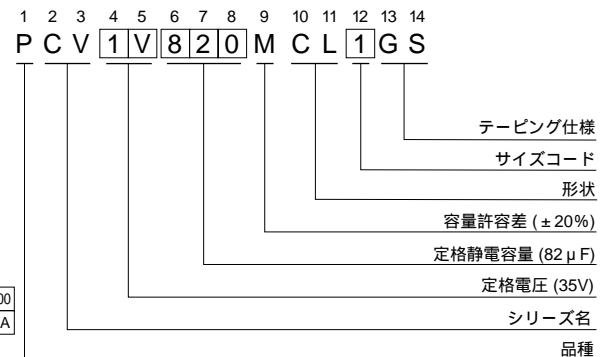 1 2 3 4 5 6 7 8 9 10 11 12 13 14
P C V 1 V 8 2 0 M C L 1 G S
テーピング仕様
サイズコード
形状
容量許容差 (±20%)
定格静電容量 (82μF)
定格電圧 (35V)
シリーズ名
品種
00
A